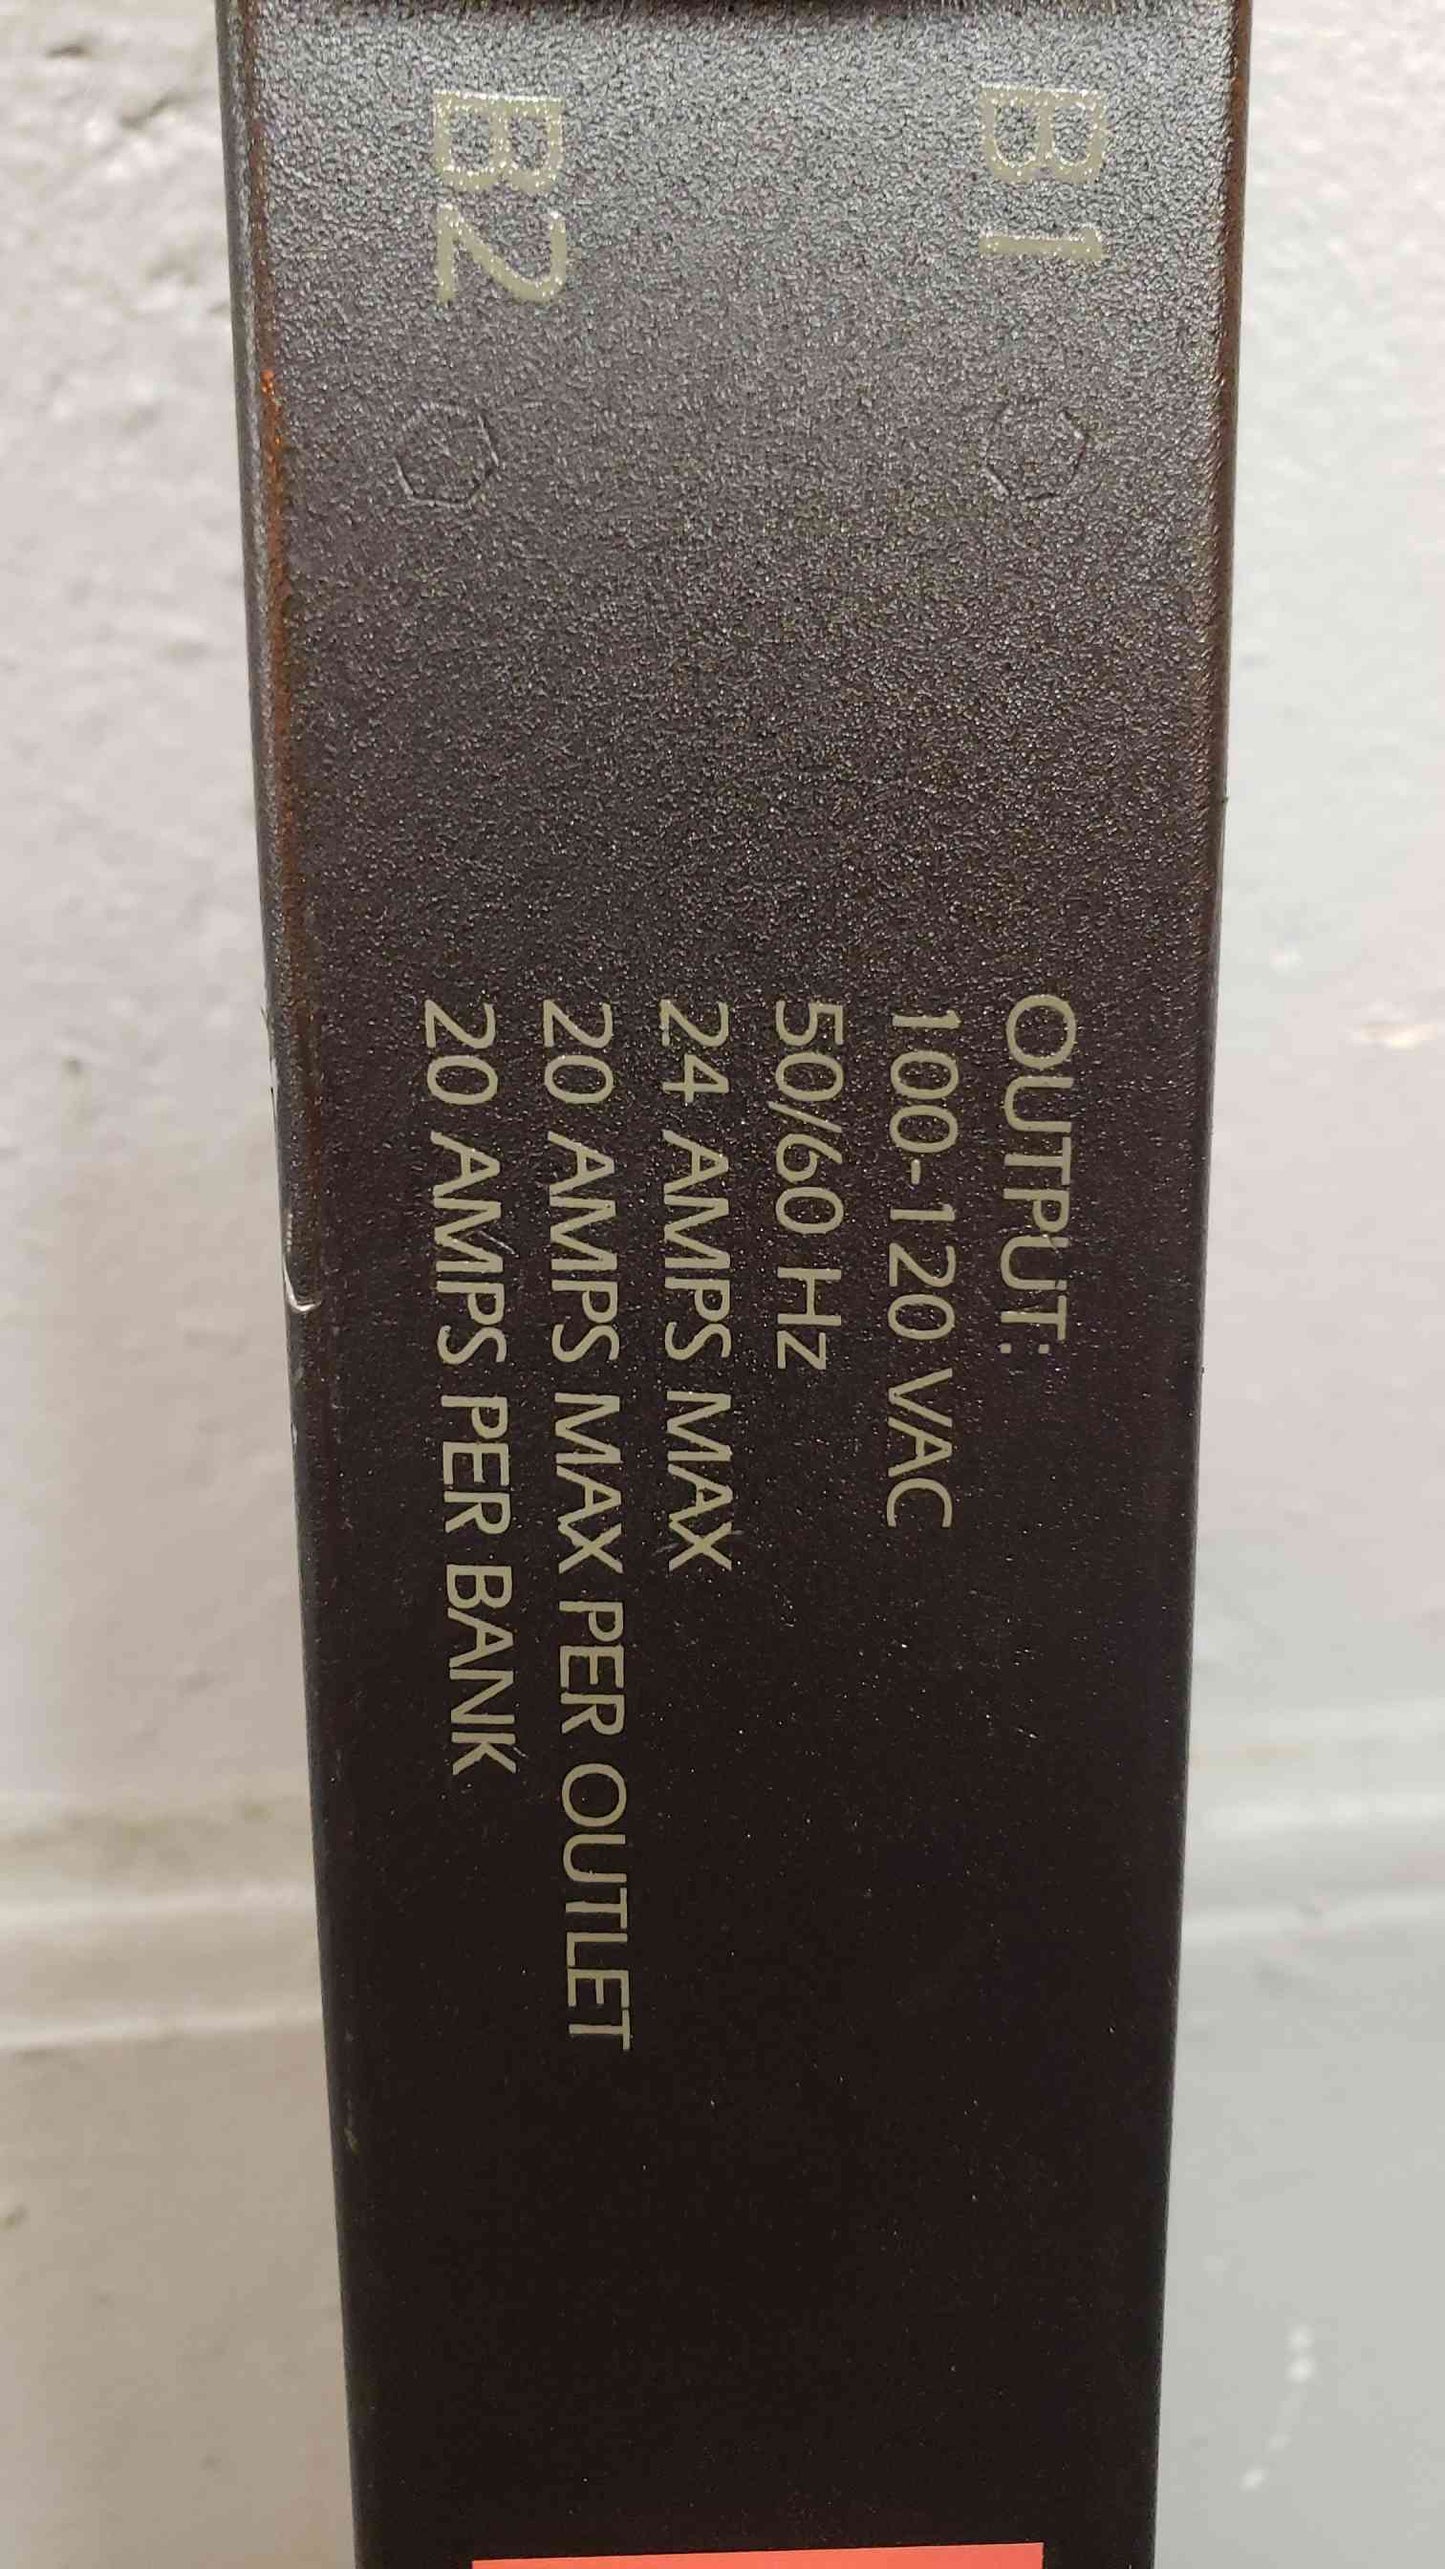 B1
B2
OUTPUT:
100-120 VAC
50/60 Hz
24 AMPS MAX
20 AMPS MAX PER OUTLET
20 AMPS PER BANK